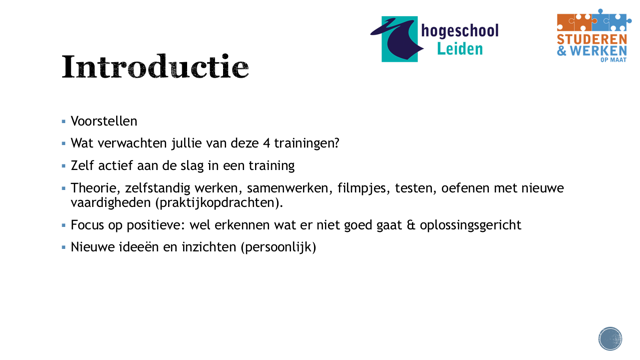 hogeschool
Leiden
STUDEREN
& WERKEN
OP MAAT
Introductie
▪ Voorstellen
▪ Wat verwachten jullie van deze 4 trainingen?
▪ Zelf actief aan de slag in een training
▪ Theorie, zelfstandig werken, samenwerken, filmpjes, testen, oefenen met nieuwe
vaardigheden (praktijkopdrachten).
▪ Focus op positieve: wel erkennen wat er niet goed gaat & oplossingsgericht
▪ Nieuwe ideeën en inzichten (persoonlijk)